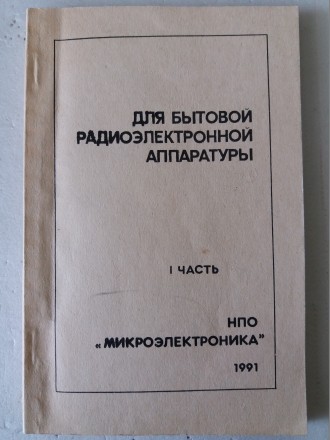 ДЛЯ БЫТОВОЙ
РАДИОЭЛЕКТРОННОЙ
АППАРАТУРЫ
I ЧАСТЬ
НПО
„МИКРОЭЛЕКТРОНИКА"
1991